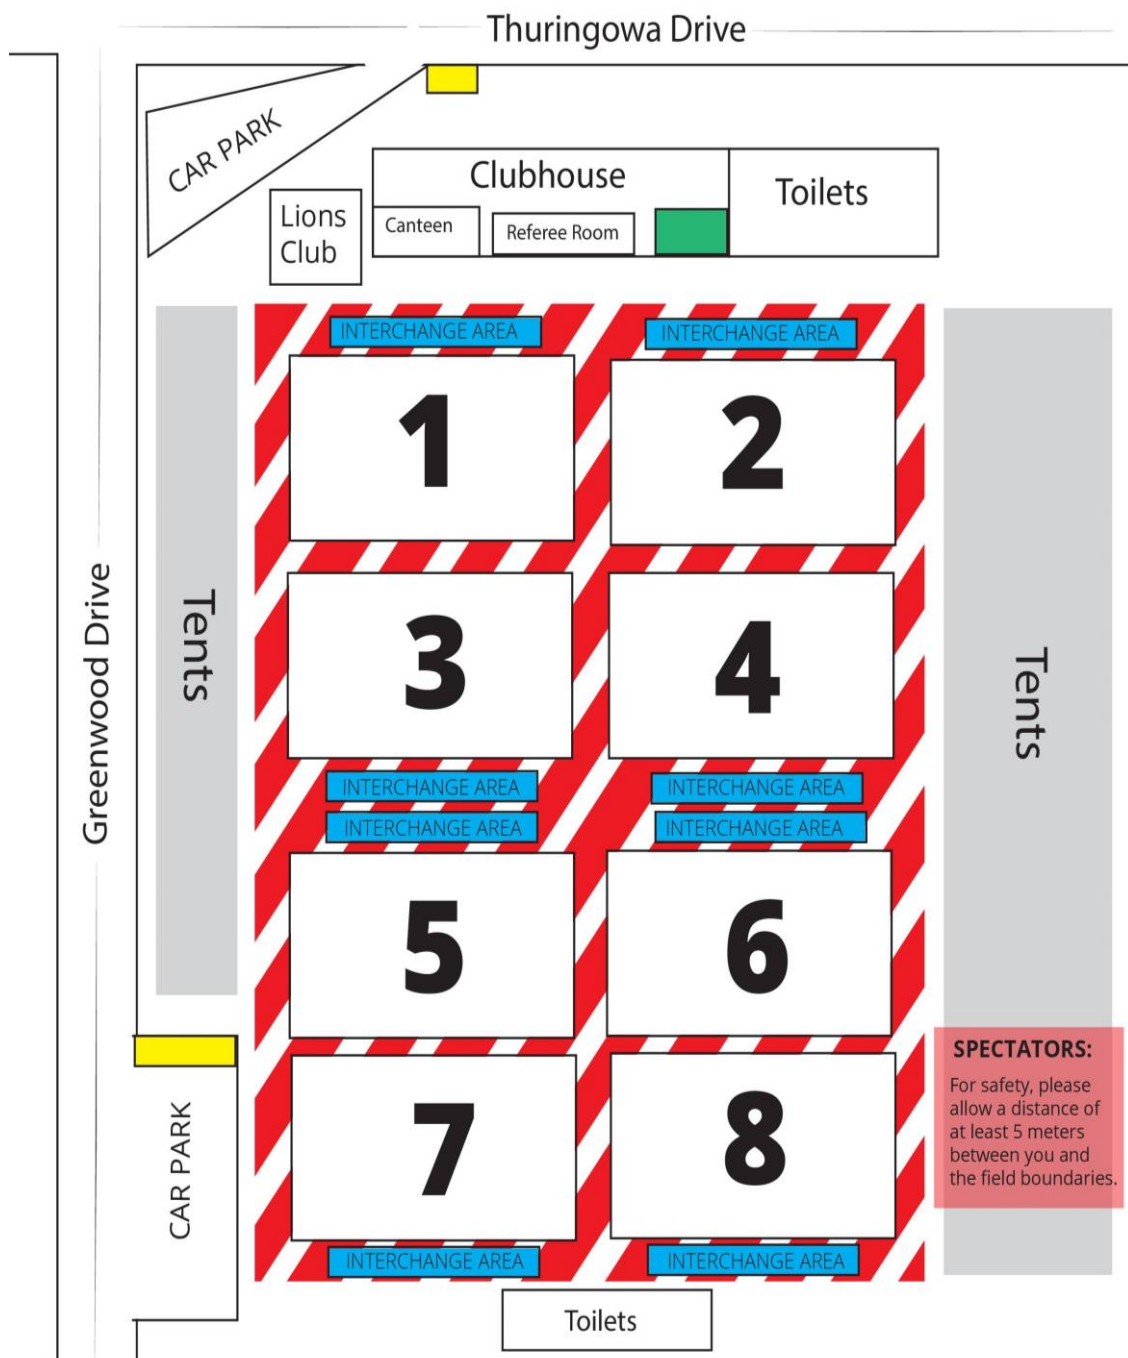 Thuringowa Drive
CAR PARK
Clubhouse
Toilets
Lions
Club
Canteen
Referee Room
INTERCHANGE AREA
INTERCHANGE AREA
1
2
Greenwood Drive
Tents
3
4
Tents
INTERCHANGE AREA
INTERCHANGE AREA
INTERCHANGE AREA
INTERCHANGE AREA
5
6
SPECTATORS:
For safety, please
allow a distance of
at least 5 meters
between you and
the field boundaries.
CAR PARK
7
8
INTERCHANGE AREA
INTERCHANGE AREA
Toilets